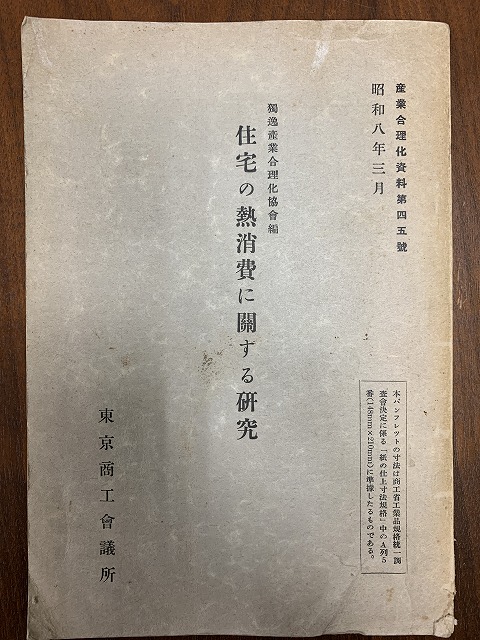 産業合理化資料第四五號
昭和八年三月
獨逸産業合理化協會編
住宅の熱消費に關する硏究
東京商工會議所
本パンフレツトの寸法は商工省工業品規格統一調
査會決定に係る「紙の仕上寸法規格」中のA列5
番(148mm×210mm)に準據したるものである。